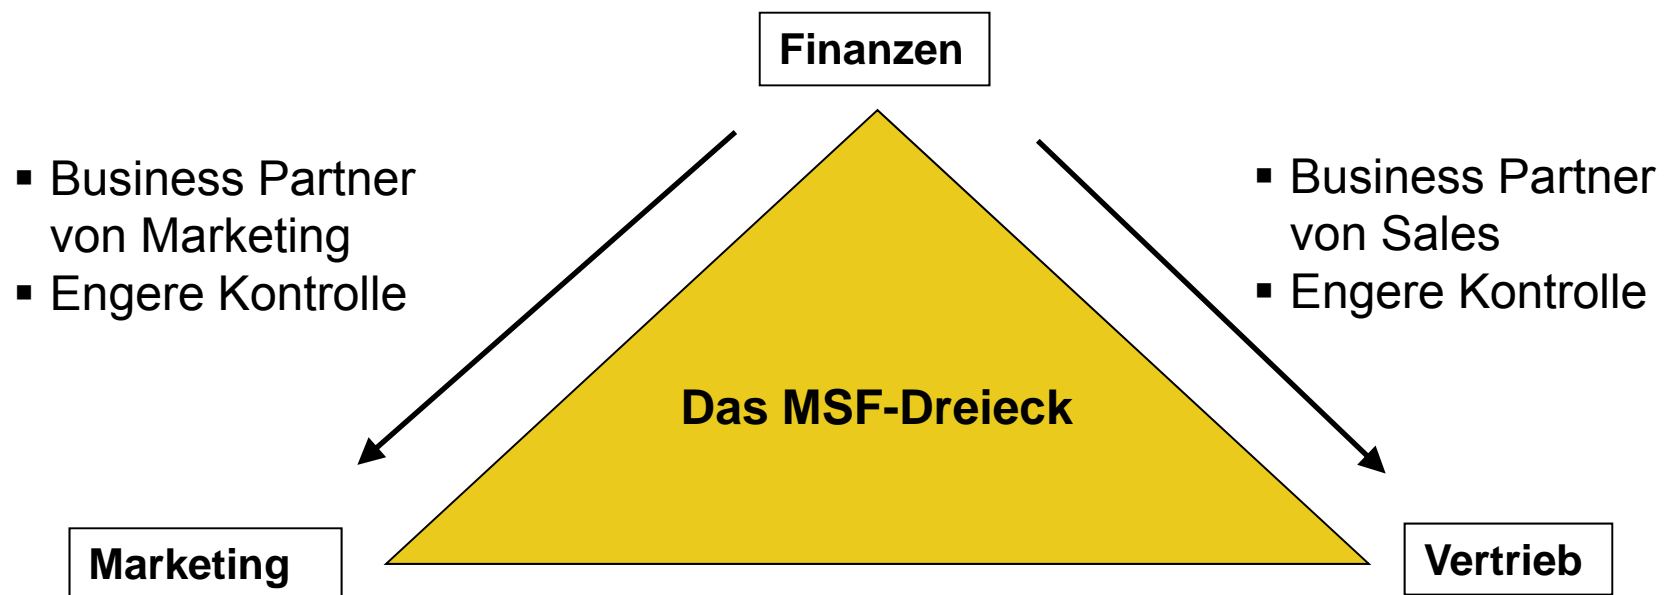 Finanzen
▪ Business Partner
von Marketing
▪ Engere Kontrolle
▪ Business Partner
von Sales
▪ Engere Kontrolle
Das MSF-Dreieck
Marketing
Vertrieb